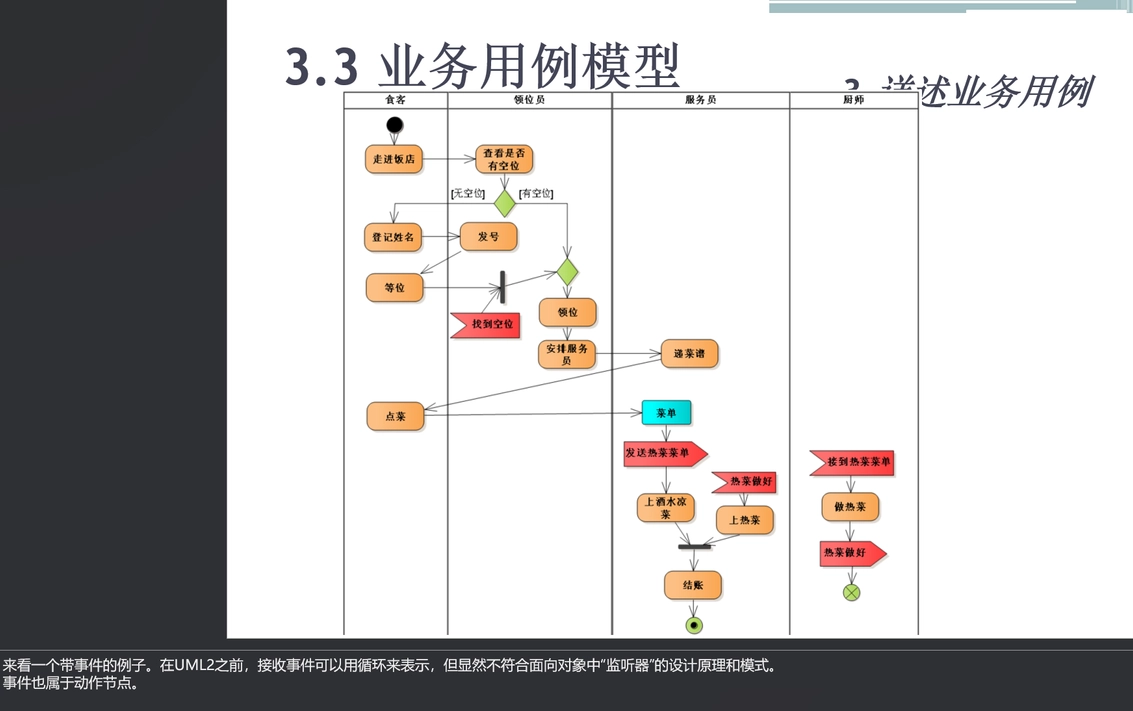 3.3 业务用例模型
3 详述业务用例
食客
领位员
服务员
厨师
走进饭店
查看是否
有空位
[无空位]
[有空位]
登记姓名
发号
等位
找到空位
领位
安排服务
员
递菜谱
点菜
菜单
发送热菜菜单
热菜做好
接到热菜菜单
上酒水凉
菜
上热菜
做热菜
热菜做好
结账
来看一个带事件的例子。在UML2之前，接收事件可以用循环来表示，但显然不符合面向对象中“监听器”的设计原理和模式。
事件也属于动作节点。